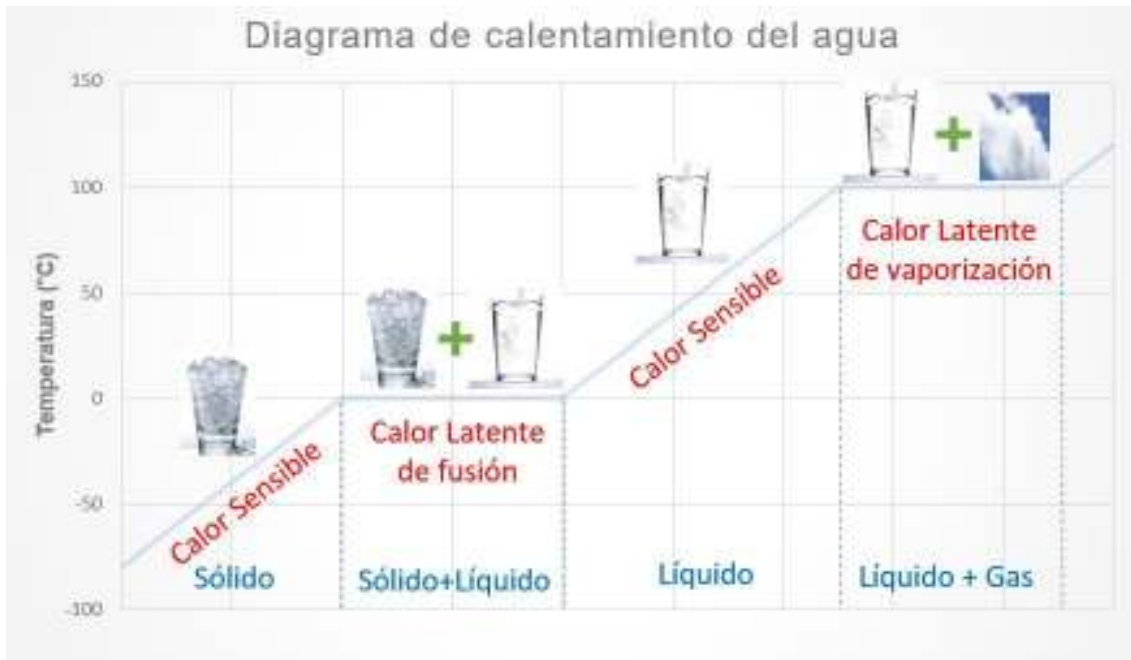 Diagrama de calentamiento del agua
150
100
50
0
-50
-100
Temperatura (°C)
Calor Sensible
Calor Latente
de fusión
Calor Sensible
Calor Latente
de vaporización
Sólido
Sólido+Líquido
Líquido
Líquido + Gas